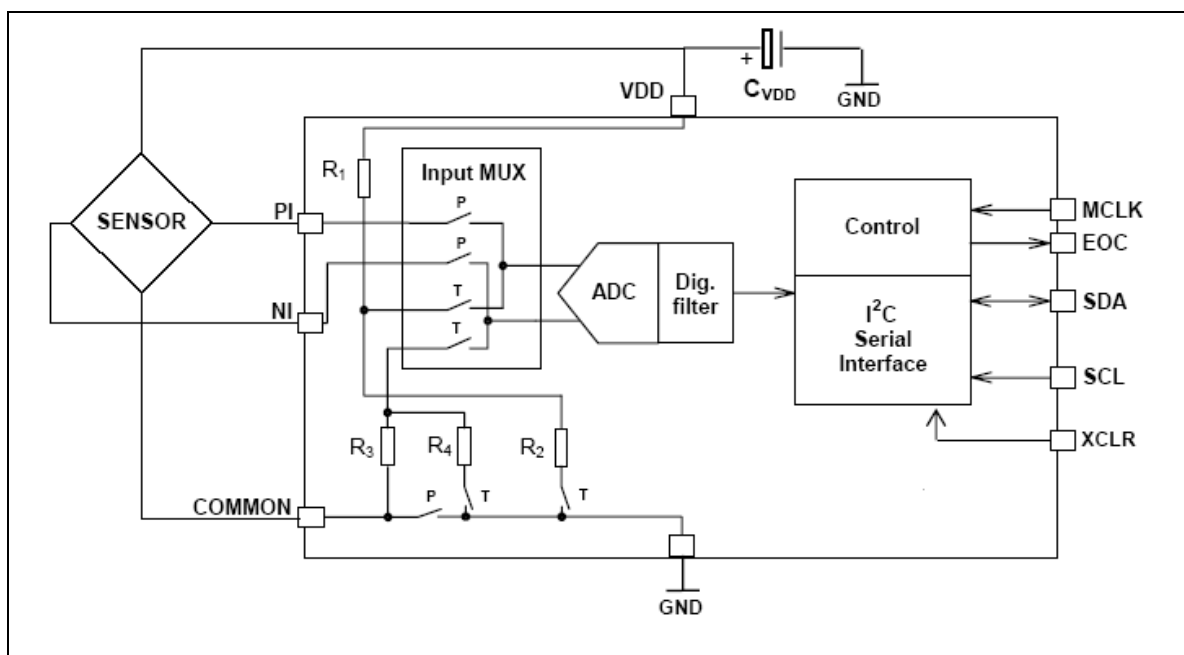 +
C_VDD
GND
VDD
R₁
Input MUX
SENSOR
PI
P
P
T
T
NI
ADC
Dig.
filter
Control
I²C
Serial
Interface
MCLK
EOC
SDA
SCL
XCLR
R₃
R₄
R₂
P
T
T
COMMON
GND